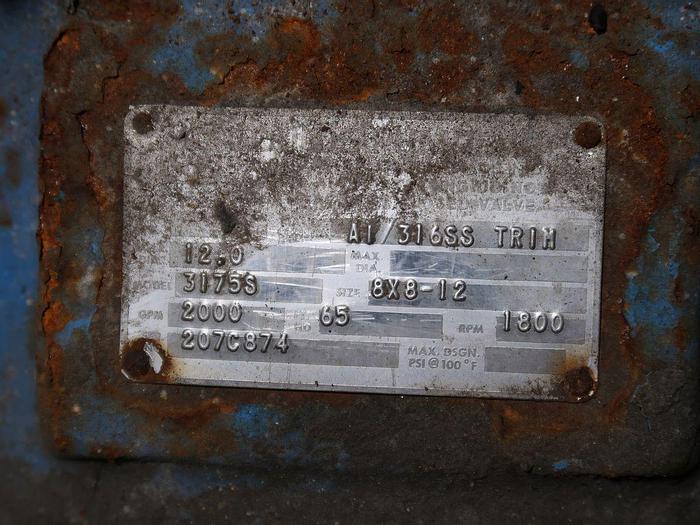 AI/316SS TRIM
12.0 MAX. DIA.
MODEL 3175S SIZE 8X8-12
GPM 2000 65 RPM 1800
207C874 MAX. DSGN. PSI @ 100°F